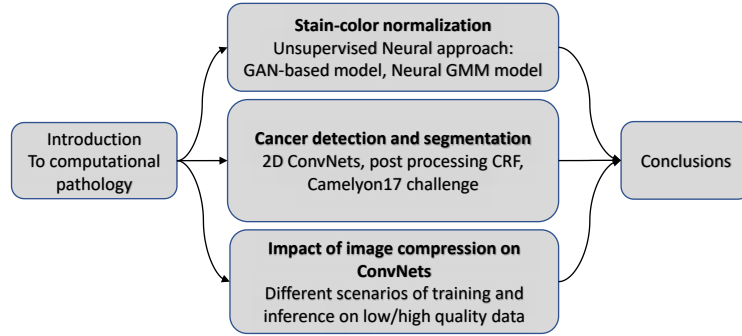 Introduction
To computational
pathology
Stain-color normalization
Unsupervised Neural approach:
GAN-based model, Neural GMM model
Cancer detection and segmentation
2D ConvNets, post processing CRF,
Camelyon17 challenge
Impact of image compression on
ConvNets
Different scenarios of training and
inference on low/high quality data
Conclusions